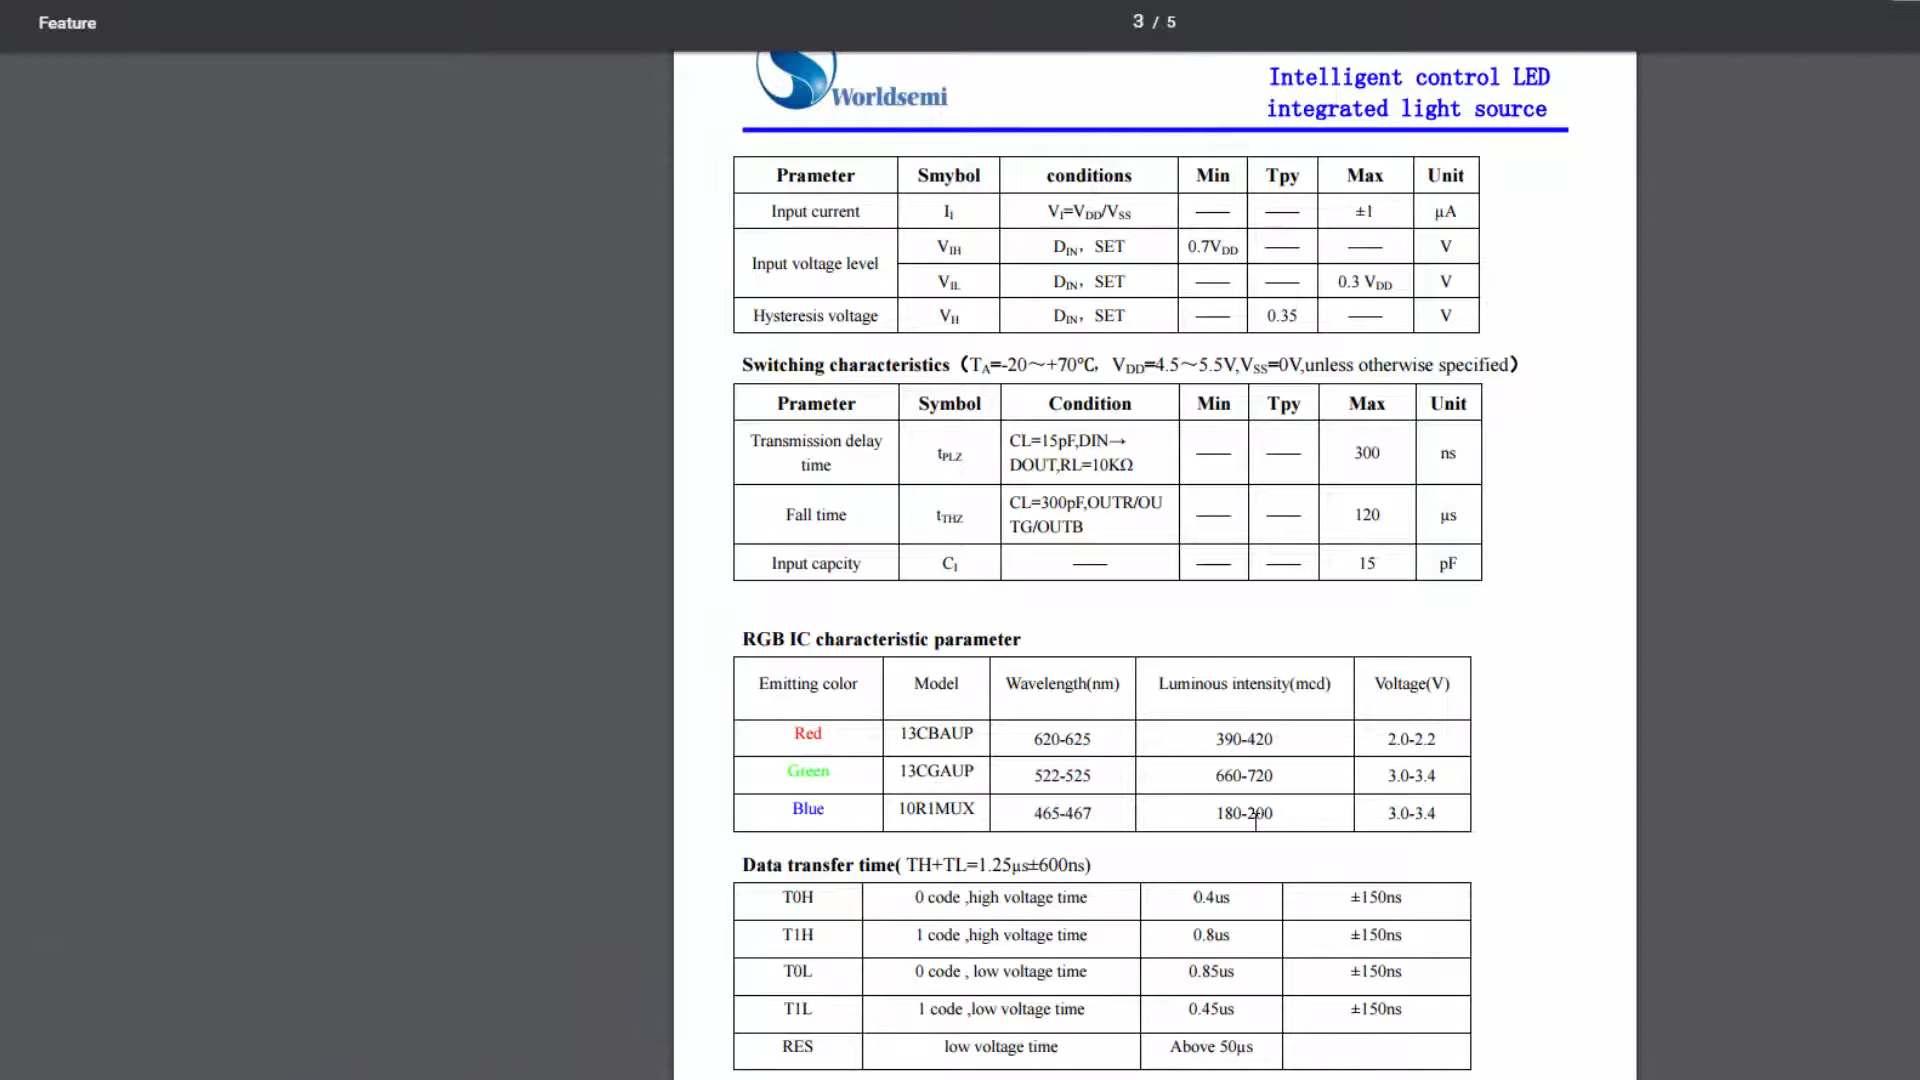 Feature
3 / 5
Worldsemi
Intelligent control LED
integrated light source
Prameter Smybol conditions Min Tpy Max Unit
Input current II VI=VDD/VSS —— —— ±1 μA
Input voltage level VIH DIN，SET 0.7VDD —— —— V
VIL DIN，SET —— —— 0.3 VDD V
Hysteresis voltage VH DIN，SET —— 0.35 —— V
Switching characteristics（TA=-20～+70℃，VDD=4.5～5.5V,VSS=0V,unless otherwise specified）
Prameter Symbol Condition Min Tpy Max Unit
Transmission delay
time
tPLZ
CL=15pF,DIN→
DOUT,RL=10KΩ
—— —— 300 ns
Fall time tTHZ
CL=300pF,OUTR/OU
TG/OUTB
—— —— 120 μs
Input capcity CI —— —— —— 15 pF
RGB IC characteristic parameter
Emitting color Model Wavelength(nm) Luminous intensity(mcd) Voltage(V)
Red 13CBAUP 620-625 390-420 2.0-2.2
Green 13CGAUP 522-525 660-720 3.0-3.4
Blue 10R1MUX 465-467 180-200 3.0-3.4
Data transfer time( TH+TL=1.25μs±600ns)
T0H 0 code ,high voltage time 0.4us ±150ns
T1H 1 code ,high voltage time 0.8us ±150ns
T0L 0 code , low voltage time 0.85us ±150ns
T1L 1 code ,low voltage time 0.45us ±150ns
RES low voltage time Above 50μs